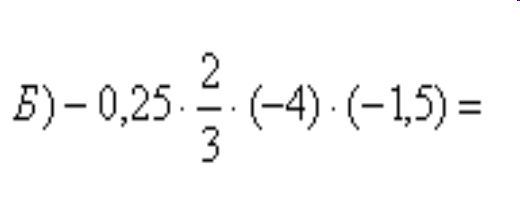 Б) – 0,25 · 2/3 · (–4) · (–1,5) =